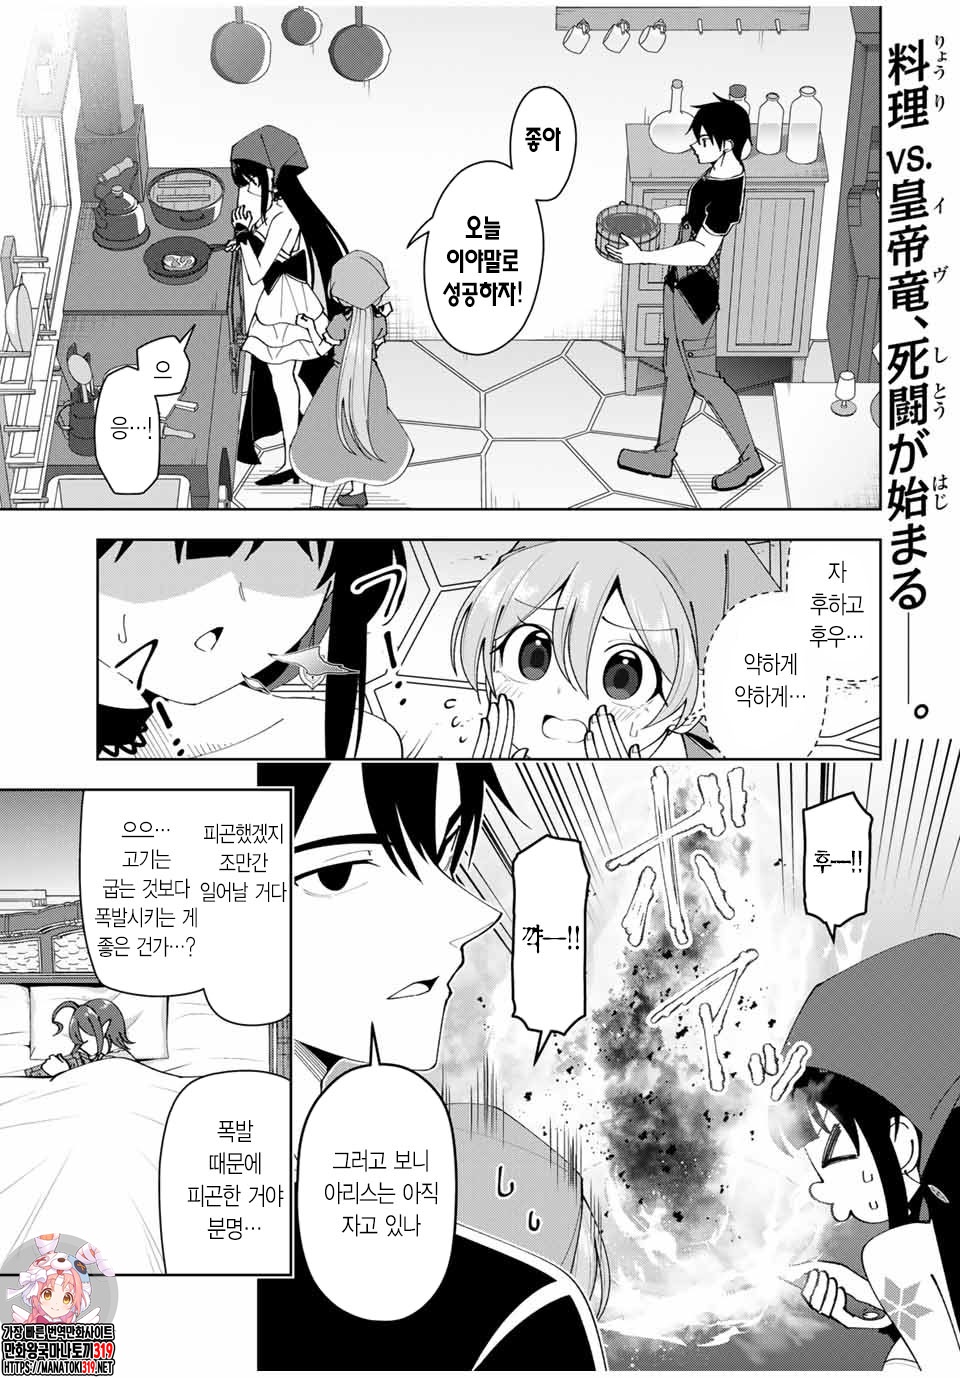 料理 vs.皇帝竜、死闘が始まる──。
りょうり
イヴ
しとう
はじ
좋아
오늘
이야말로
성공하자!
으
응…!
자
후하고
후우…
약하게
약하게…
후ㅡ!!
꺄ㅡ!!
ボオオッ
그러고 보니
아리스는 아직
자고 있나
피곤했겠지
조만간
일어날 거다
으으…
고기는
굽는 것보다
폭발시키는 게
좋은 건가…?
폭발
때문에
피곤한 거야
분명…
가장 빠른 번역만화사이트
만화왕국마나토끼319
HTTPS://MANATOKI319.NET